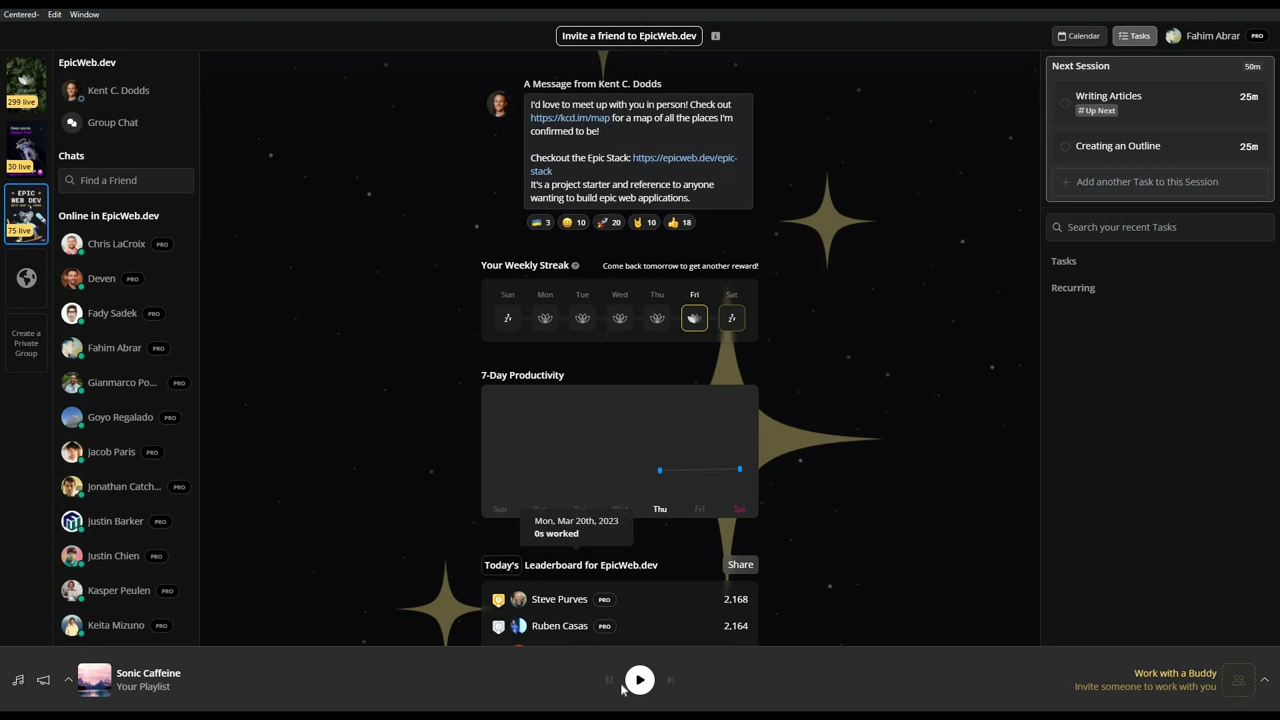 Centered- Edit Window
Invite a friend to EpicWeb.dev
Calendar
Tasks
Fahim Abrar PRO
299 live
30 live
EPIC
WEB DEV
75 live
Create a
Private
Group
EpicWeb.dev
Kent C. Dodds
Group Chat
Chats
Find a Friend
Online in EpicWeb.dev
Chris LaCroix PRO
Deven PRO
Fady Sadek PRO
Fahim Abrar PRO
Gianmarco Po... PRO
Goyo Regalado PRO
Jacob Paris PRO
Jonathan Catch... PRO
Justin Barker PRO
Justin Chien PRO
Kasper Peulen PRO
Keita Mizuno PRO
A Message from Kent C. Dodds
I'd love to meet up with you in person! Check out
https://kcd.im/map for a map of all the places I'm
confirmed to be!
Checkout the Epic Stack: https://epicweb.dev/epic-
stack
It's a project starter and reference to anyone
wanting to build epic web applications.
3 10 20 10 18
Your Weekly Streak Come back tomorrow to get another reward!
Sun Mon Tue Wed Thu Fri Sat
7-Day Productivity
Sun Mon Tue Wed Thu Fri Sat
Mon, Mar 20th, 2023
0s worked
Today's Leaderboard for EpicWeb.dev Share
Steve Purves PRO 2,168
Ruben Casas PRO 2,164
Next Session 50m
Writing Articles 25m
# Up Next
Creating an Outline 25m
+ Add another Task to this Session
Search your recent Tasks
Tasks
Recurring
Sonic Caffeine
Your Playlist
Work with a Buddy
Invite someone to work with you